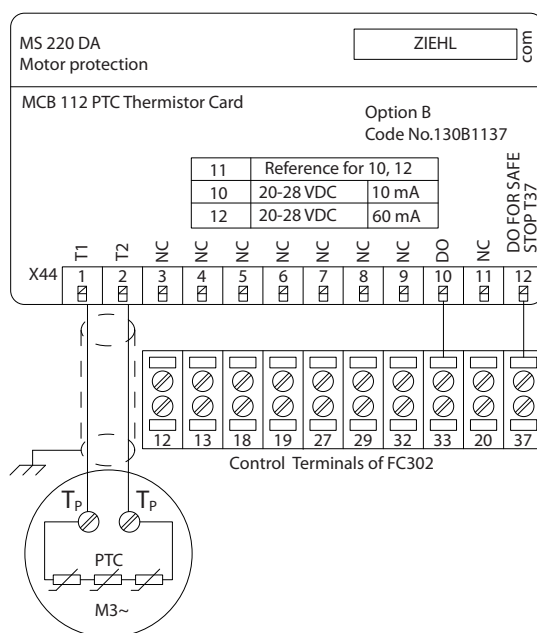 MS 220 DA
Motor protection
ZIEHL
com
MCB 112 PTC Thermistor Card
Option B
Code No.130B1137
11 Reference for 10, 12
10 20-28 VDC 10 mA
12 20-28 VDC 60 mA
T1 T2 NC NC NC NC NC NC NC DO NC DO FOR SAFE
STOP T37
X44 1 2 3 4 5 6 7 8 9 10 11 12
12 13 18 19 27 29 32 33 20 37
Control Terminals of FC302
TP TP
PTC
M3~